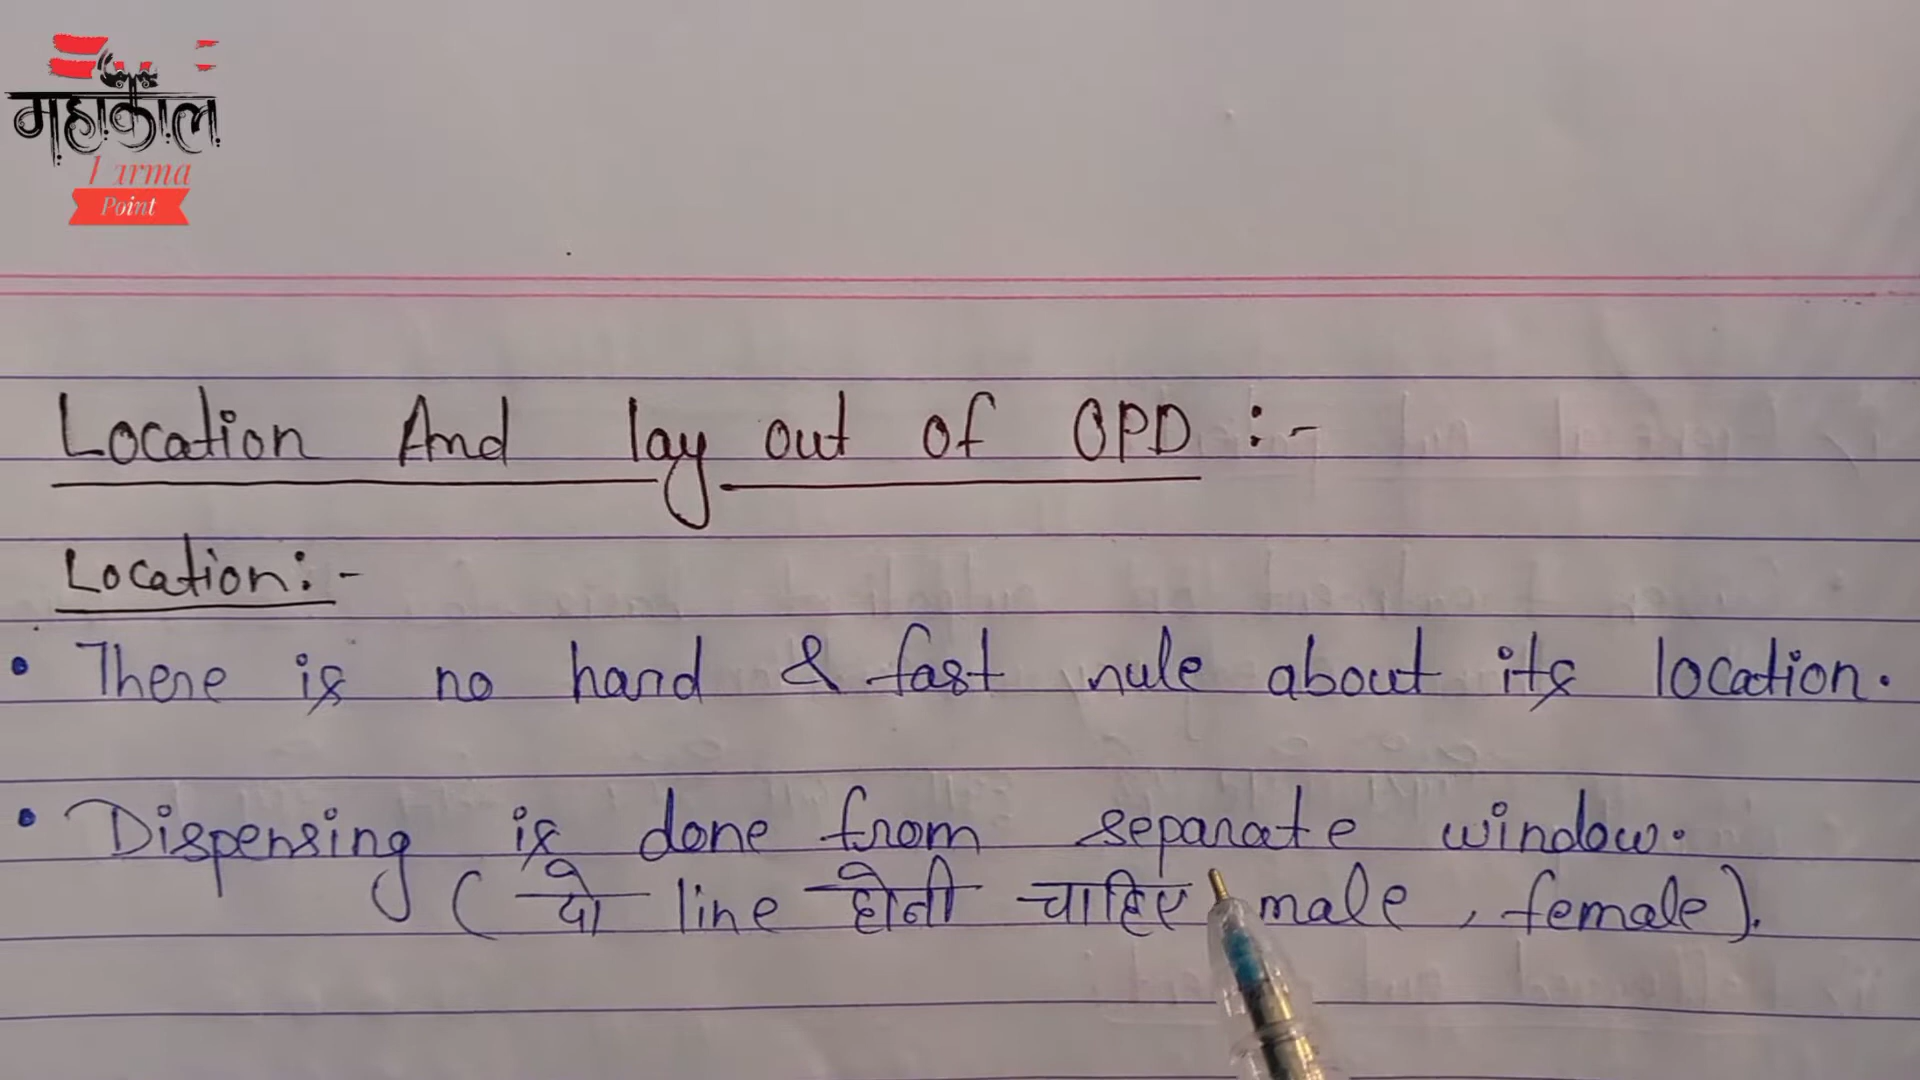 महाकाल
Point
Location And lay out of OPD :-
Location:-
• There is no hard & fast rule about its location.
• Dispensing is done from separate window.
( दो line होनी चाहिए male , female ).